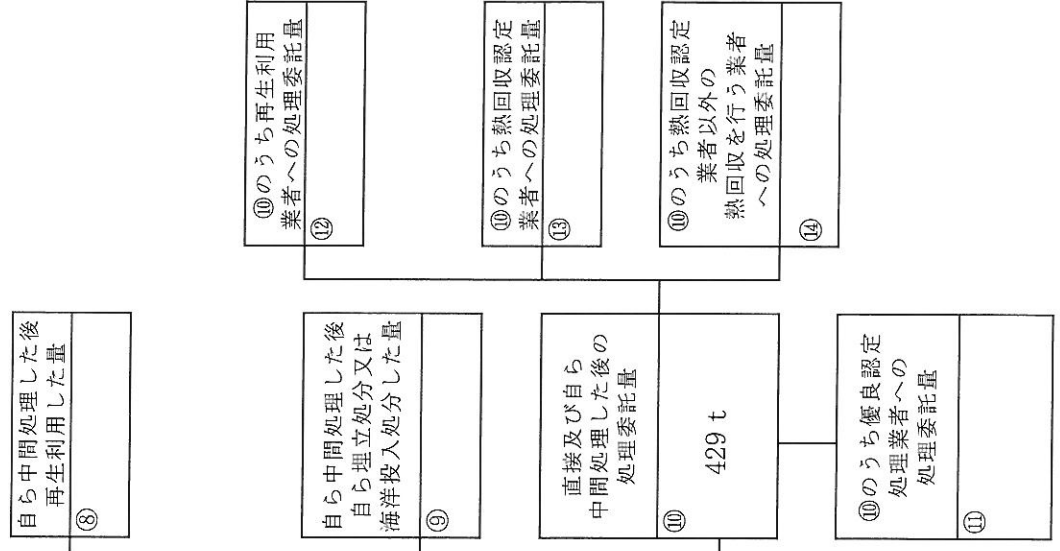 自ら中間処理した後
再生利用した量
⑧
自ら中間処理した後
自ら埋立処分又は
海洋投入処分した量
⑨
直接及び自ら
中間処理した後の
処理委託量
⑩
429 t
⑩のうち優良認定
処理業者への
処理委託量
⑪
⑩のうち再生利用
業者への処理委託量
⑫
⑩のうち熱回収認定
業者への処理委託量
⑬
⑩のうち熱回収認定
業者以外の
熱回収を行う業者
への処理委託量
⑭